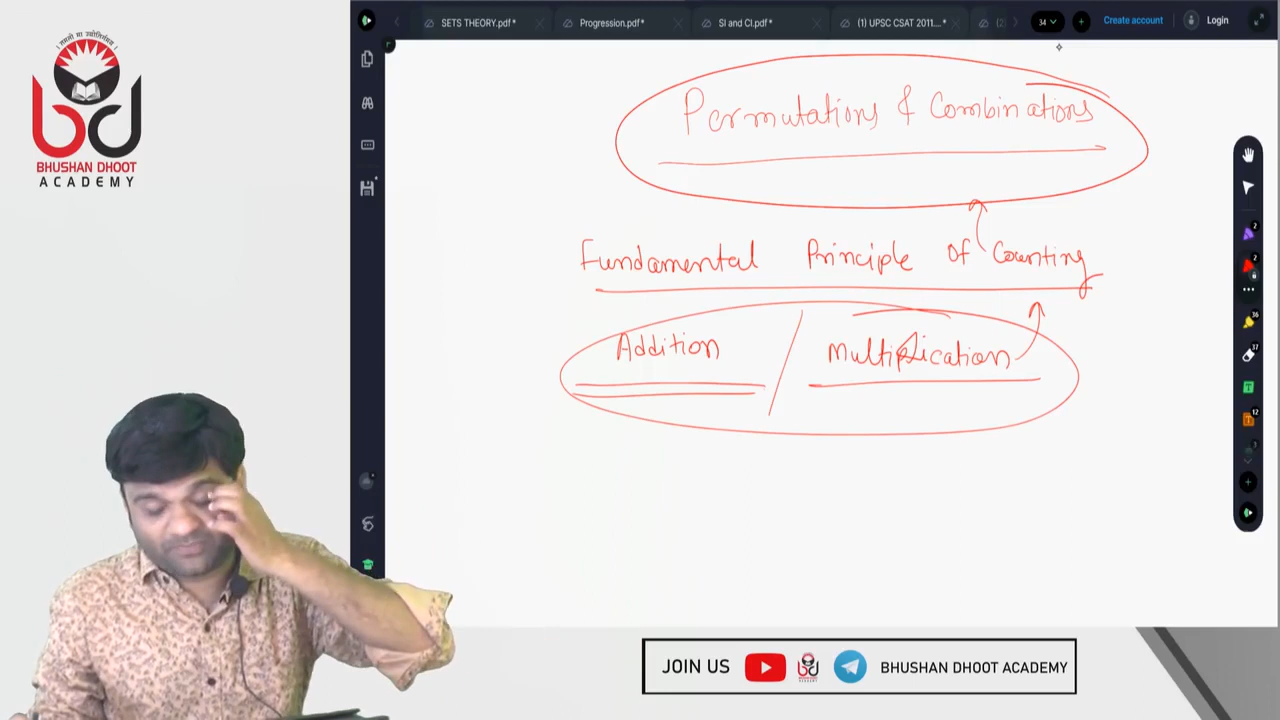 SETS THEORY.pdf*
Progression.pdf*
SI and CI.pdf*
(1) UPSC CSAT 2011....*
34
Create account
Login
BHUSHAN DHOOT
ACADEMY
Permutations & Combinations
Fundamental Principle Of Counting
Addition / Multiplication
JOIN US
BHUSHAN DHOOT ACADEMY